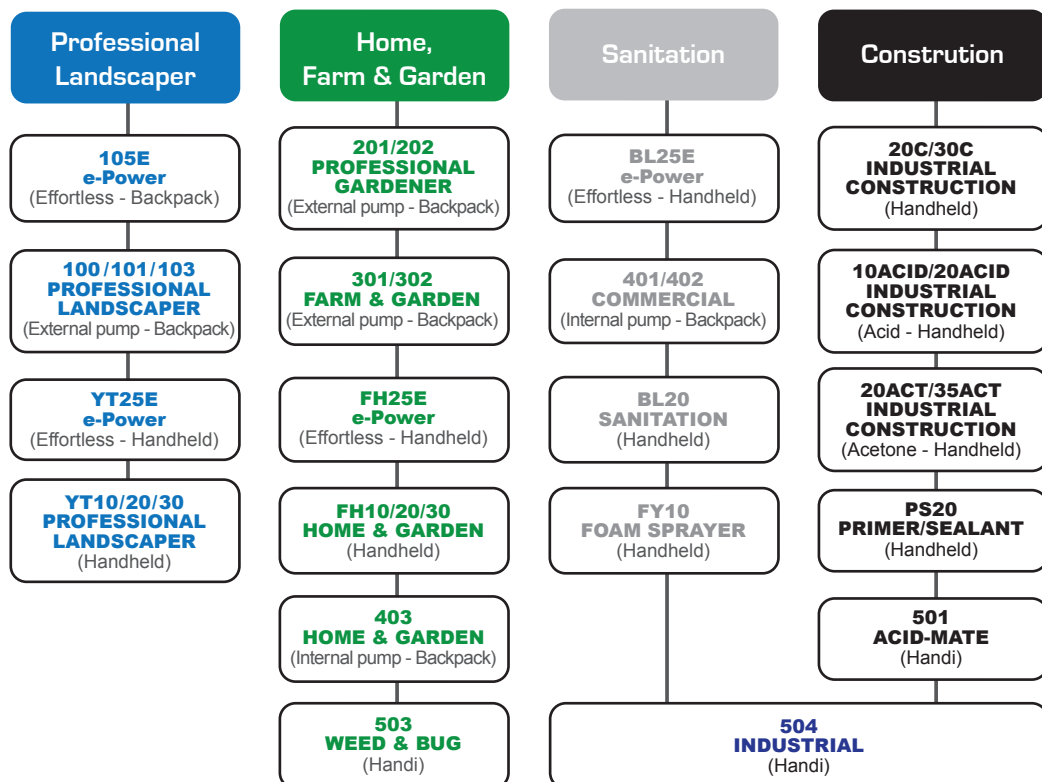 Professional
Landscaper
105E
e-Power
(Effortless - Backpack)
100/101/103
PROFESSIONAL
LANDSCAPER
(External pump - Backpack)
YT25E
e-Power
(Effortless - Handheld)
YT10/20/30
PROFESSIONAL
LANDSCAPER
(Handheld)
Home,
Farm & Garden
201/202
PROFESSIONAL
GARDENER
(External pump - Backpack)
301/302
FARM & GARDEN
(External pump - Backpack)
FH25E
e-Power
(Effortless - Handheld)
FH10/20/30
HOME & GARDEN
(Handheld)
403
HOME & GARDEN
(Internal pump - Backpack)
503
WEED & BUG
(Handi)
Sanitation
BL25E
e-Power
(Effortless - Handheld)
401/402
COMMERCIAL
(Internal pump - Backpack)
BL20
SANITATION
(Handheld)
FY10
FOAM SPRAYER
(Handheld)
Constrution
20C/30C
INDUSTRIAL
CONSTRUCTION
(Handheld)
10ACID/20ACID
INDUSTRIAL
CONSTRUCTION
(Acid - Handheld)
20ACT/35ACT
INDUSTRIAL
CONSTRUCTION
(Acetone - Handheld)
PS20
PRIMER/SEALANT
(Handheld)
501
ACID-MATE
(Handi)
504
INDUSTRIAL
(Handi)